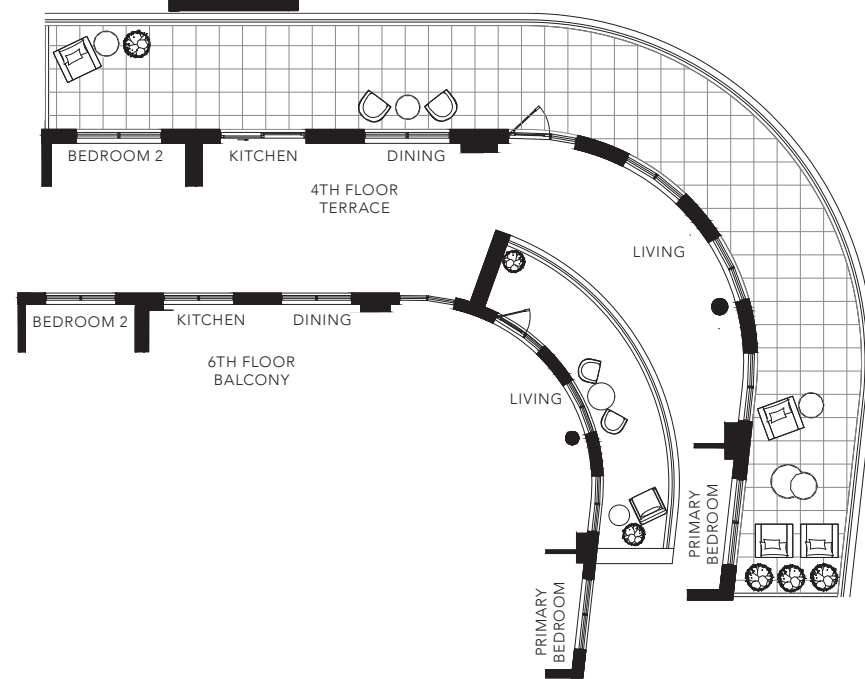 BEDROOM 2
KITCHEN
DINING
4TH FLOOR
TERRACE
LIVING
PRIMARY
BEDROOM
BEDROOM 2
KITCHEN
DINING
6TH FLOOR
BALCONY
LIVING
PRIMARY
BEDROOM